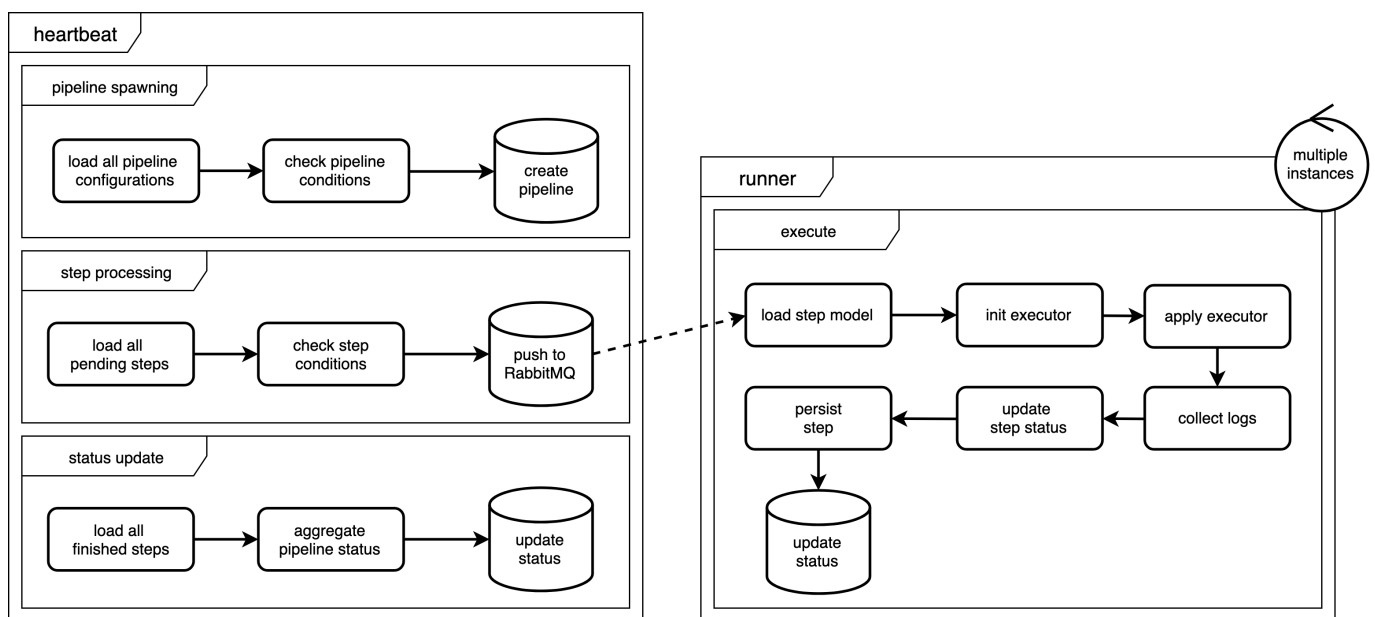 heartbeat
pipeline spawning
load all pipeline
configurations
check pipeline
conditions
create
pipeline
step processing
load all
pending steps
check step
conditions
push to
RabbitMQ
status update
load all
finished steps
aggregate
pipeline status
update
status
multiple
instances
runner
execute
load step model
init executor
apply executor
collect logs
update
step status
persist
step
update
status